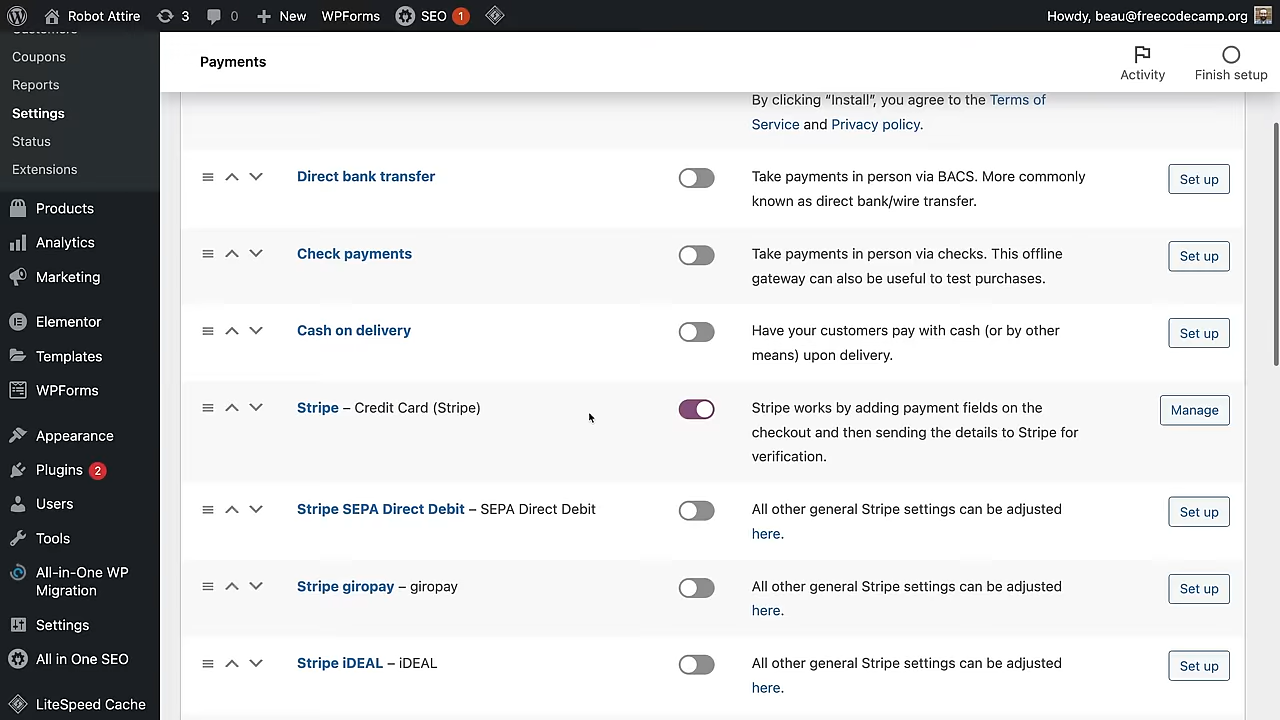 Robot Attire
3
0
New
WPForms
SEO 1
Howdy, beau@freecodecamp.org
Customers
Coupons
Reports
Settings
Status
Extensions
Products
Analytics
Marketing
Elementor
Templates
WPForms
Appearance
Plugins 2
Users
Tools
All-in-One WP
Migration
Settings
All in One SEO
LiteSpeed Cache
Payments
Activity
Finish setup
By clicking “Install”, you agree to the Terms of
Service and Privacy policy.
Direct bank transfer
Take payments in person via BACS. More commonly
known as direct bank/wire transfer.
Set up
Check payments
Take payments in person via checks. This offline
gateway can also be useful to test purchases.
Set up
Cash on delivery
Have your customers pay with cash (or by other
means) upon delivery.
Set up
Stripe – Credit Card (Stripe)
Stripe works by adding payment fields on the
checkout and then sending the details to Stripe for
verification.
Manage
Stripe SEPA Direct Debit – SEPA Direct Debit
All other general Stripe settings can be adjusted
here.
Set up
Stripe giropay – giropay
All other general Stripe settings can be adjusted
here.
Set up
Stripe iDEAL – iDEAL
All other general Stripe settings can be adjusted
here.
Set up